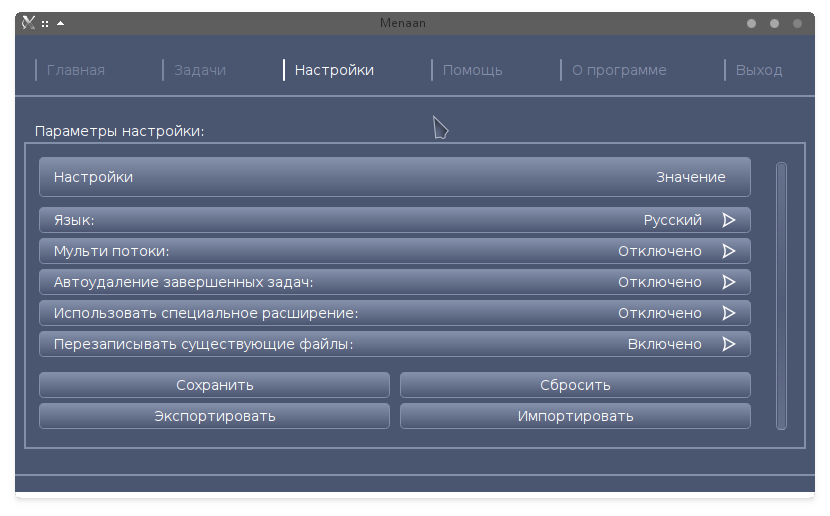 Menaan
Главная Задачи Настройки Помощь О программе Выход
Параметры настройки:
Настройки Значение
Язык: Русский
Мульти потоки: Отключено
Автоудаление завершенных задач: Отключено
Использовать специальное расширение: Отключено
Перезаписывать существующие файлы: Включено
Сохранить Сбросить
Экспортировать Импортировать